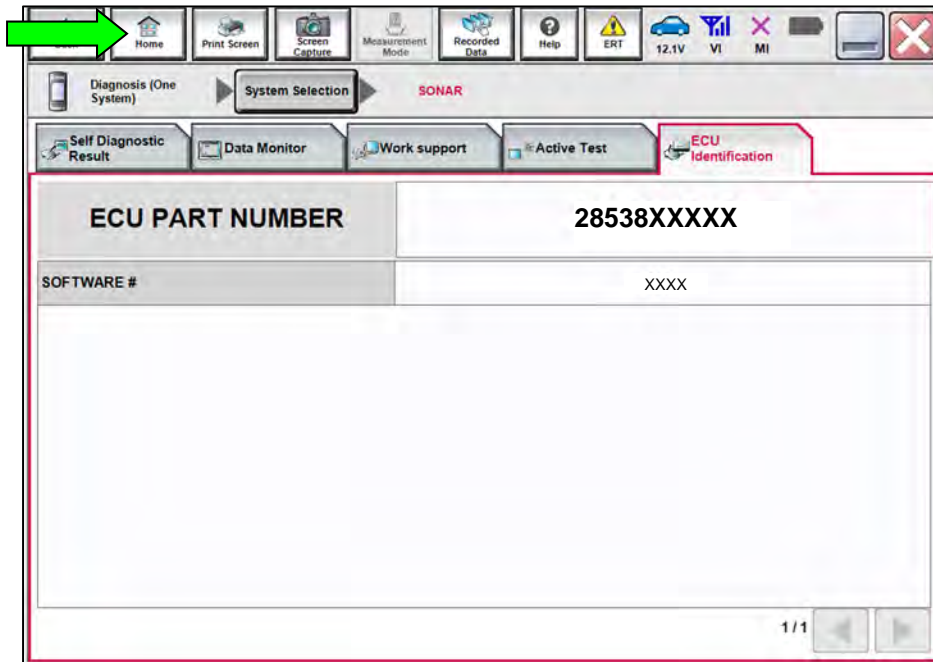 Home
Print Screen
Screen
Capture
Measurement
Mode
Recorded
Data
Help
ERT
12.1V
VI
MI
Diagnosis (One
System)
System Selection
SONAR
Self Diagnostic
Result
Data Monitor
Work support
Active Test
ECU
Identification
ECU PART NUMBER
28538XXXXX
SOFTWARE #
XXXX
1/1